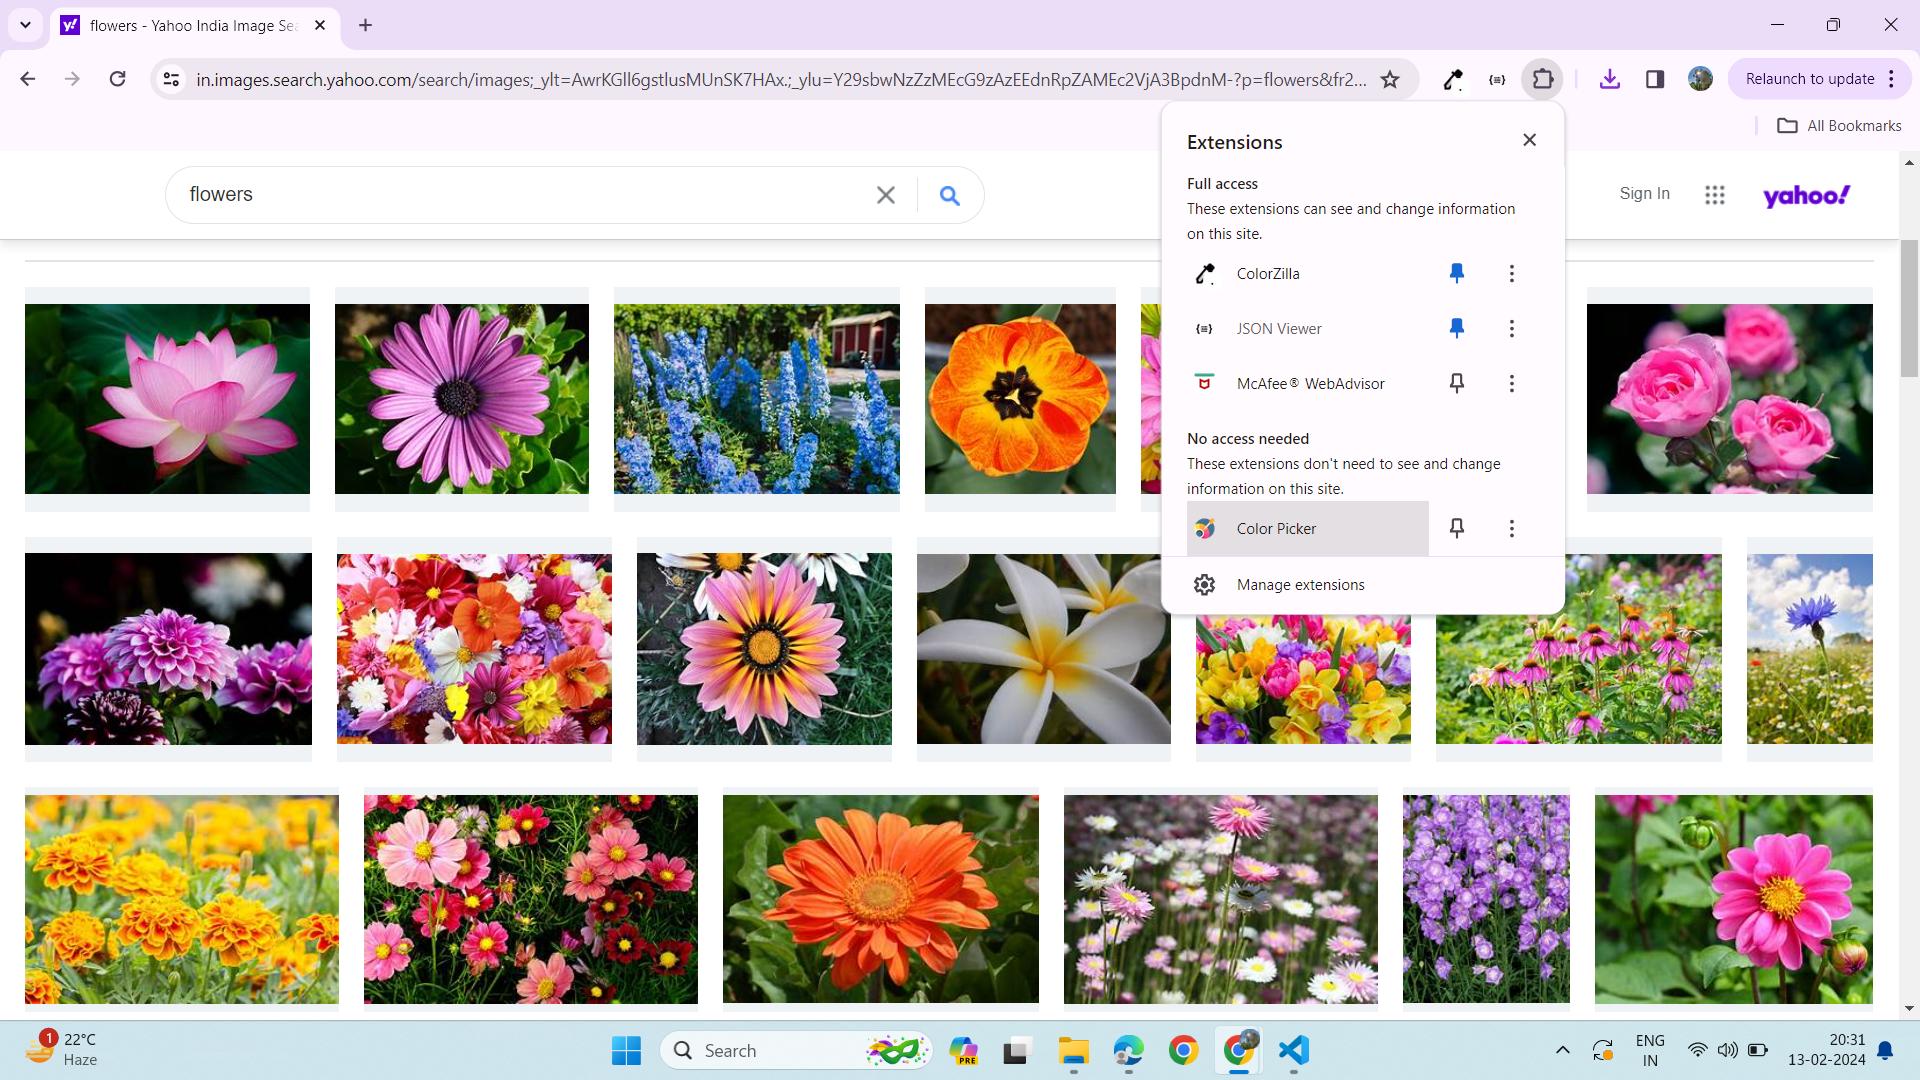 flowers - Yahoo India Image Sea
in.images.search.yahoo.com/search/images;_ylt=AwrKGll6gstlusMUnSK7HAx.;_ylu=Y29sbwNzZzMEcG9zAzEEdnRpZAMEc2VjA3BpdnM-?p=flowers&fr2...
Relaunch to update
All Bookmarks
flowers
Sign In
yahoo!
Extensions
Full access
These extensions can see and change information
on this site.
ColorZilla
JSON Viewer
McAfee® WebAdvisor
No access needed
These extensions don't need to see and change
information on this site.
Color Picker
Manage extensions
1
22°C
Haze
Search
PRE
ENG
IN
20:31
13-02-2024